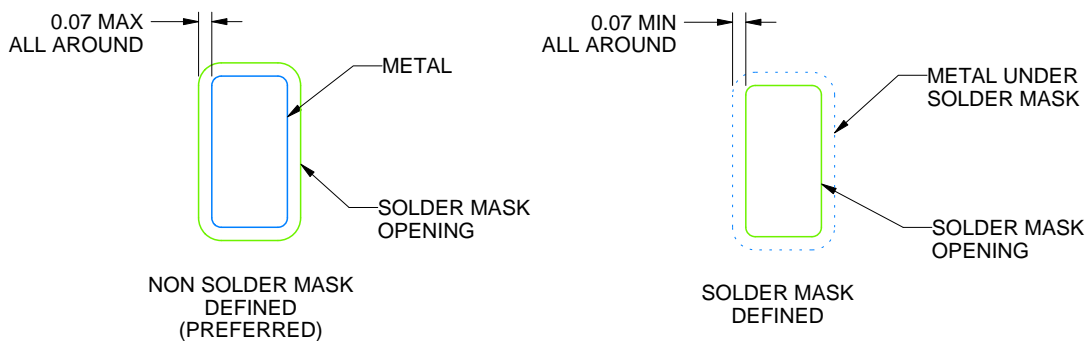 0.07 MAX
ALL AROUND
METAL
SOLDER MASK
OPENING
NON SOLDER MASK
DEFINED
(PREFERRED)
0.07 MIN
ALL AROUND
METAL UNDER
SOLDER MASK
SOLDER MASK
OPENING
SOLDER MASK
DEFINED